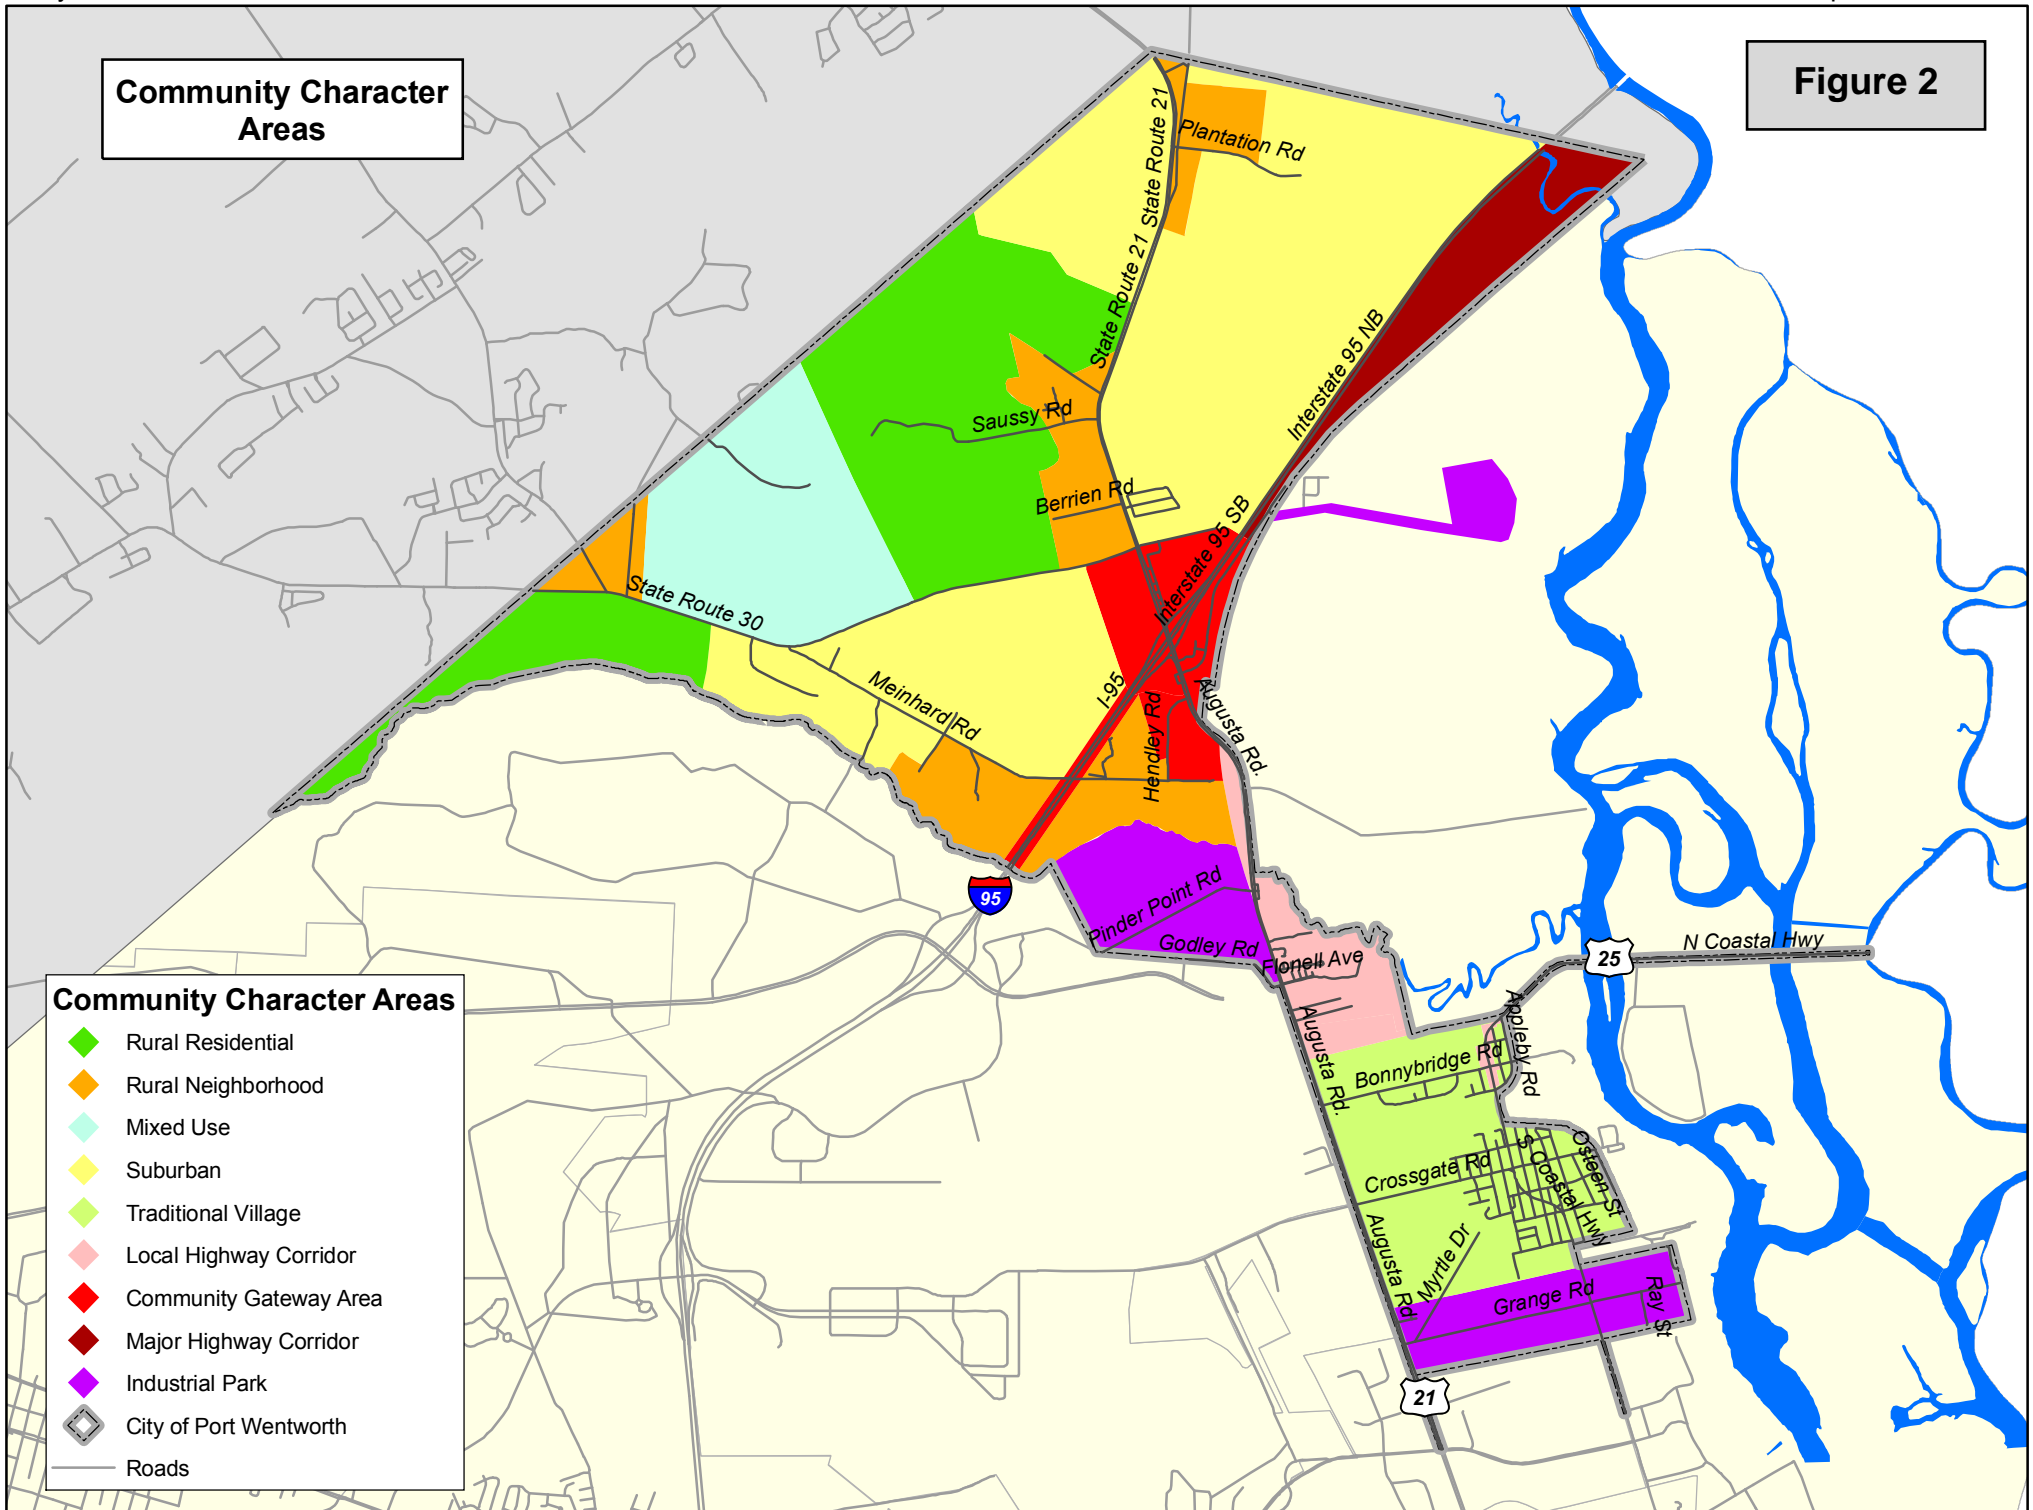 Community Character
Areas
Figure 2
State Route 21
Plantation Rd
State Route 21
State Route 21
Interstate 95 NB
Saussy Rd
Berrien Rd
Interstate 95 SB
State Route 30
Meinhard Rd
I-95
Hendley Rd
Augusta Rd.
95
Pinder Point Rd
Godley Rd
Flonell Ave
N Coastal Hwy
25
Augusta Rd.
Appleby Rd
Bonnybridge Rd
Crossgate Rd
S Coastal Hwy
Osteen St
Augusta Rd
Myrtle Dr
Grange Rd
Ray St
21
Community Character Areas
Rural Residential
Rural Neighborhood
Mixed Use
Suburban
Traditional Village
Local Highway Corridor
Community Gateway Area
Major Highway Corridor
Industrial Park
City of Port Wentworth
Roads